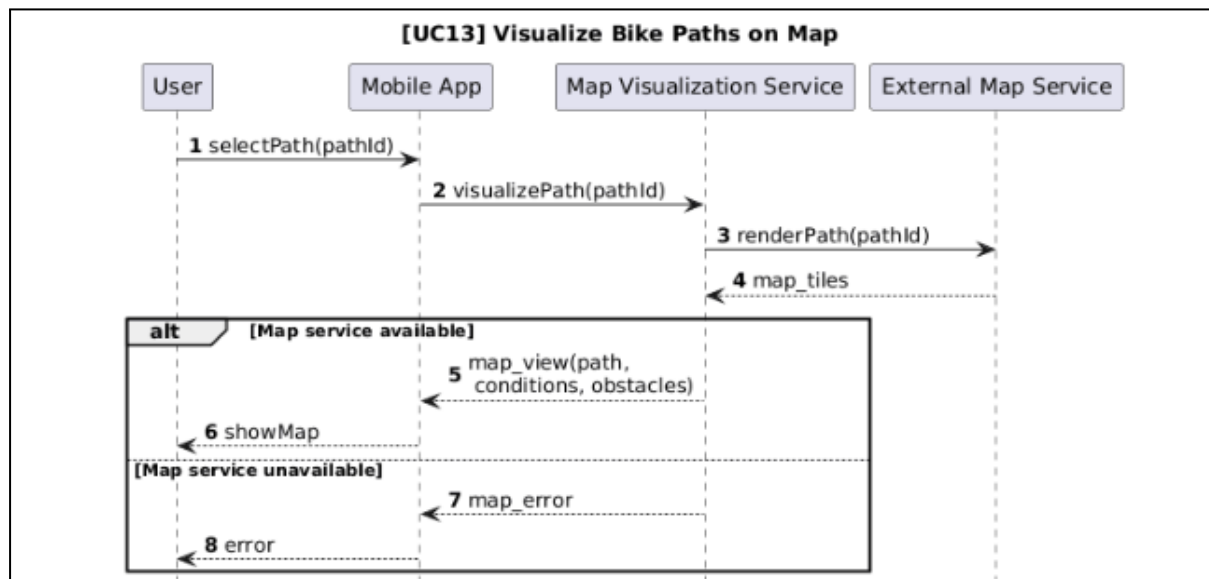 [UC13] Visualize Bike Paths on Map
User
Mobile App
Map Visualization Service
External Map Service
1 selectPath(pathId)
2 visualizePath(pathId)
3 renderPath(pathId)
4 map_tiles
alt [Map service available]
map_view(path,
5 conditions, obstacles)
6 showMap
[Map service unavailable]
7 map_error
8 error